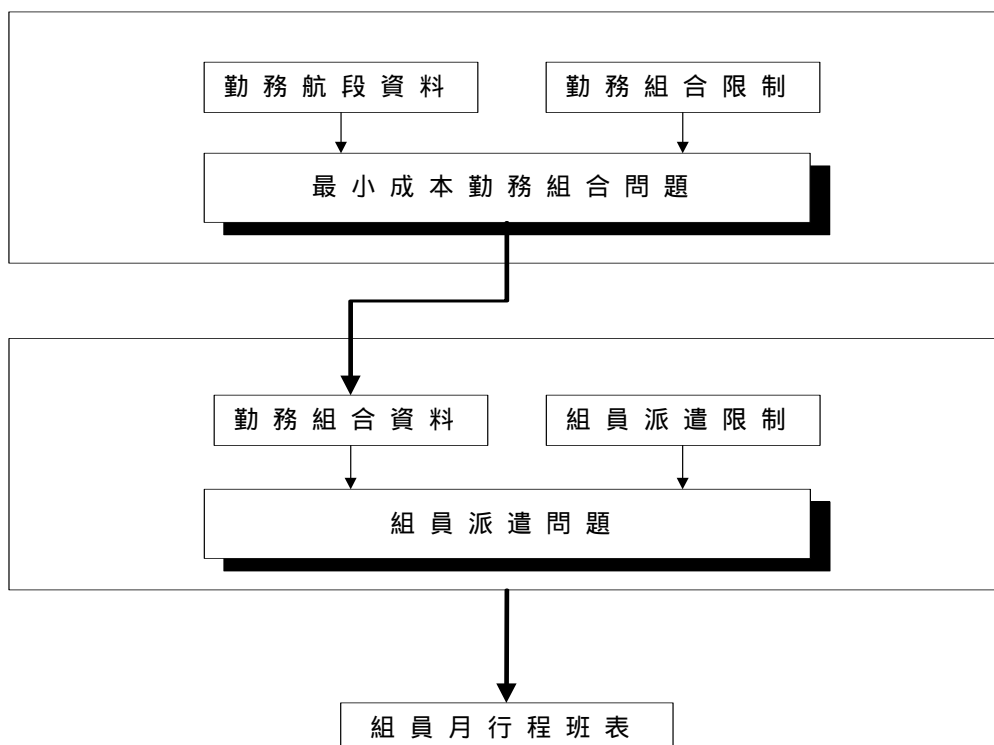 勤務航段資料
勤務組合限制
最小成本勤務組合問題
勤務組合資料
組員派遣限制
組員派遣問題
組員月行程班表